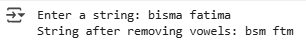 Enter a string: bisma fatima
String after removing vowels: bsm ftm